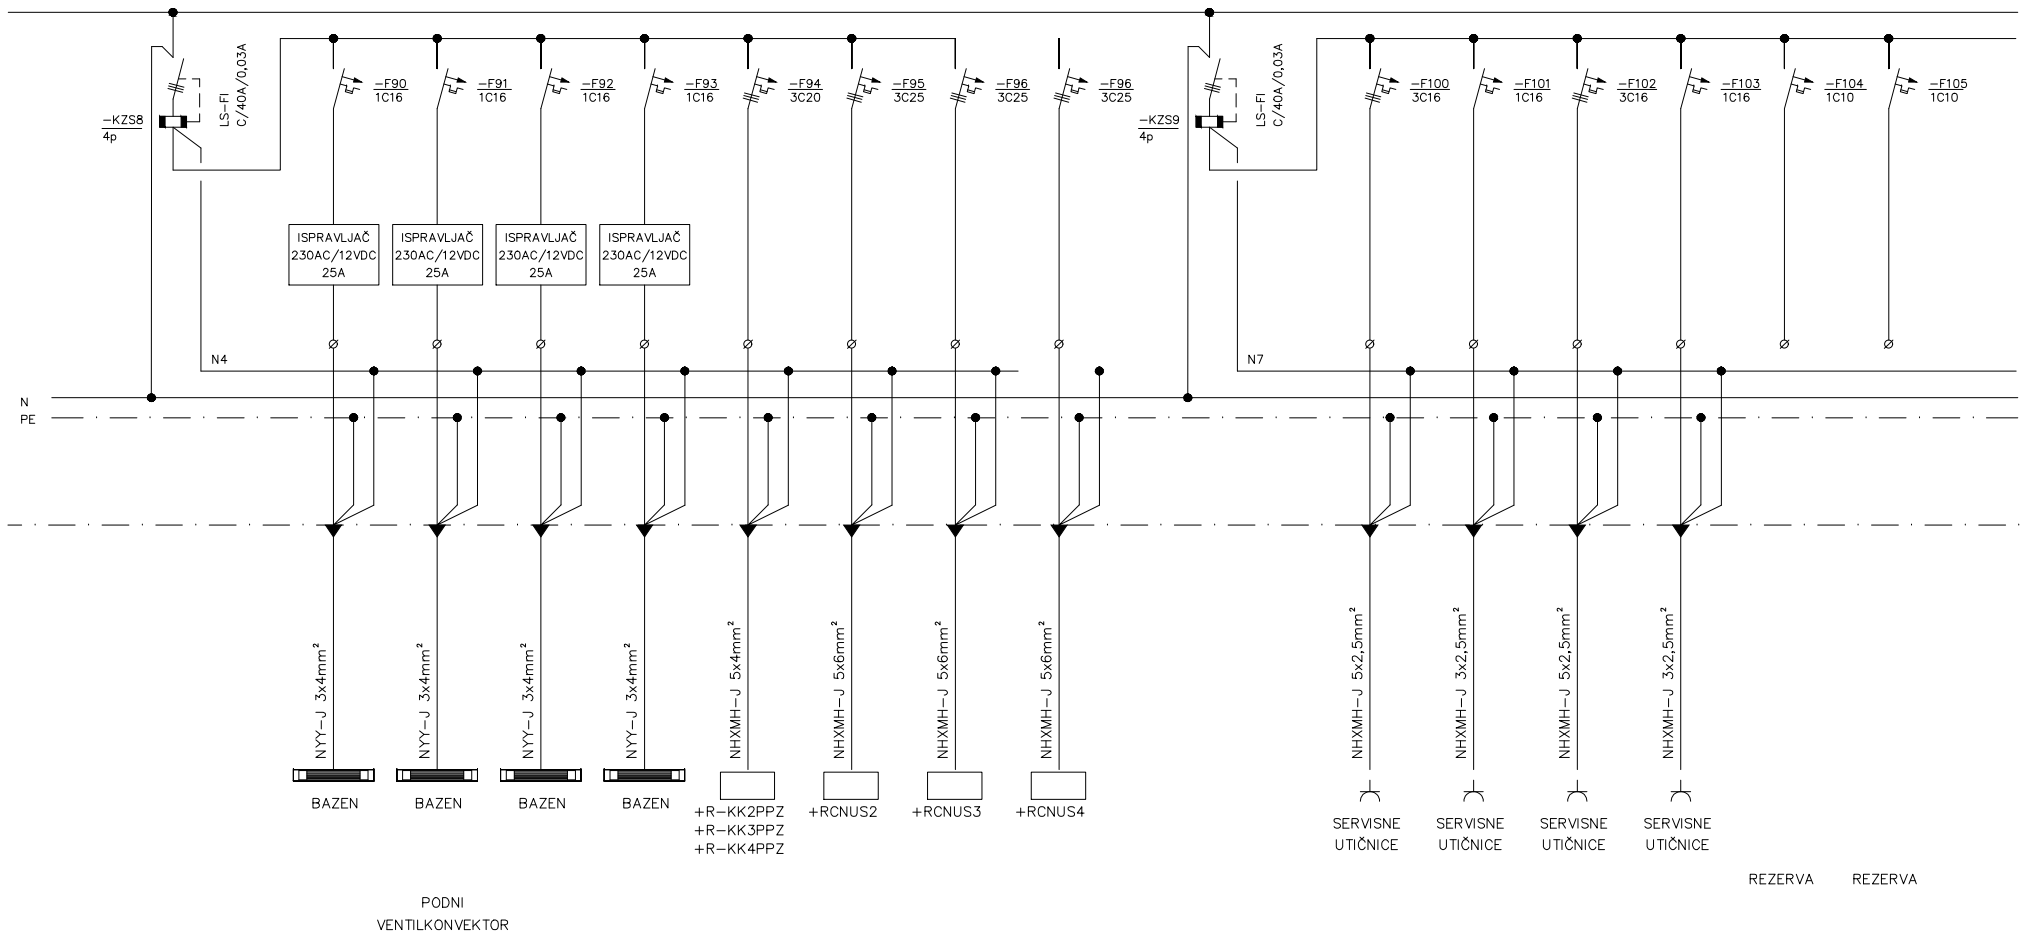 LS-FI
C/40A/0,03A
-KZS8
4p
-F90
1C16
-F91
1C16
-F92
1C16
-F93
1C16
-F94
3C20
-F95
3C25
-F96
3C25
-F96
3C25
LS-FI
C/40A/0,03A
-KZS9
4p
-F100
3C16
-F101
1C16
-F102
3C16
-F103
1C16
-F104
1C10
-F105
1C10
ISPRAVLJAČ
230AC/12VDC
25A
ISPRAVLJAČ
230AC/12VDC
25A
ISPRAVLJAČ
230AC/12VDC
25A
ISPRAVLJAČ
230AC/12VDC
25A
N4
N7
N
PE
NYY-J 3x4mm²
NYY-J 3x4mm²
NYY-J 3x4mm²
NYY-J 3x4mm²
NHXMH-J 5x4mm²
NHXMH-J 5x6mm²
NHXMH-J 5x6mm²
NHXMH-J 5x6mm²
NHXMH-J 5x2,5mm²
NHXMH-J 3x2,5mm²
NHXMH-J 5x2,5mm²
NHXMH-J 3x2,5mm²
BAZEN
BAZEN
BAZEN
BAZEN
+R-KK2PPZ
+R-KK3PPZ
+R-KK4PPZ
+RCNUS2
+RCNUS3
+RCNUS4
SERVISNE
UTIČNICE
SERVISNE
UTIČNICE
SERVISNE
UTIČNICE
SERVISNE
UTIČNICE
REZERVA
REZERVA
PODNI
VENTILKONVEKTOR